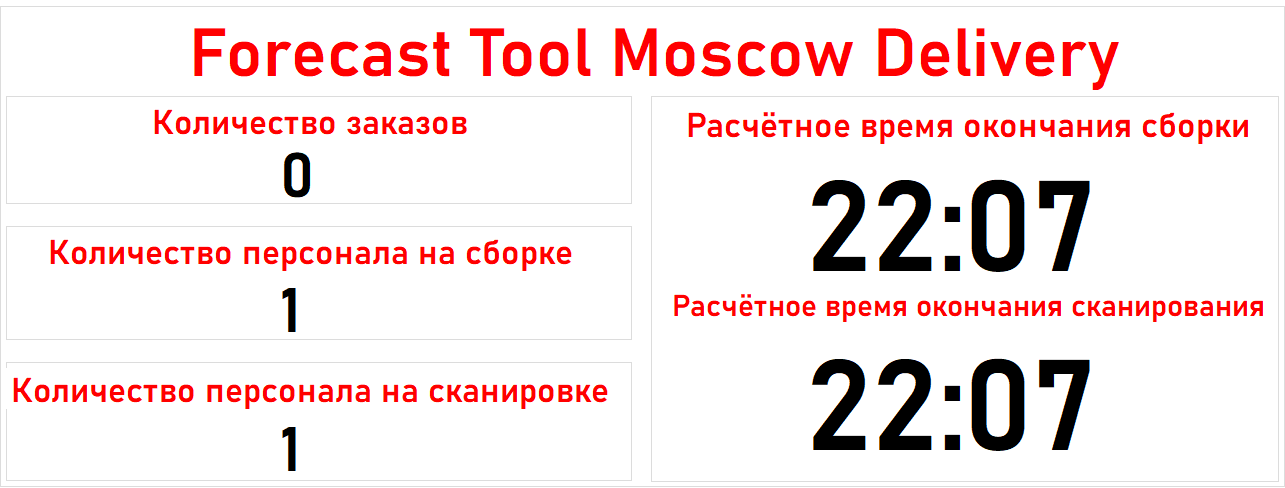 Forecast Tool Moscow Delivery
Количество заказов
0
Количество персонала на сборке
1
Количество персонала на сканировке
1
Расчётное время окончания сборки
22:07
Расчётное время окончания сканирования
22:07